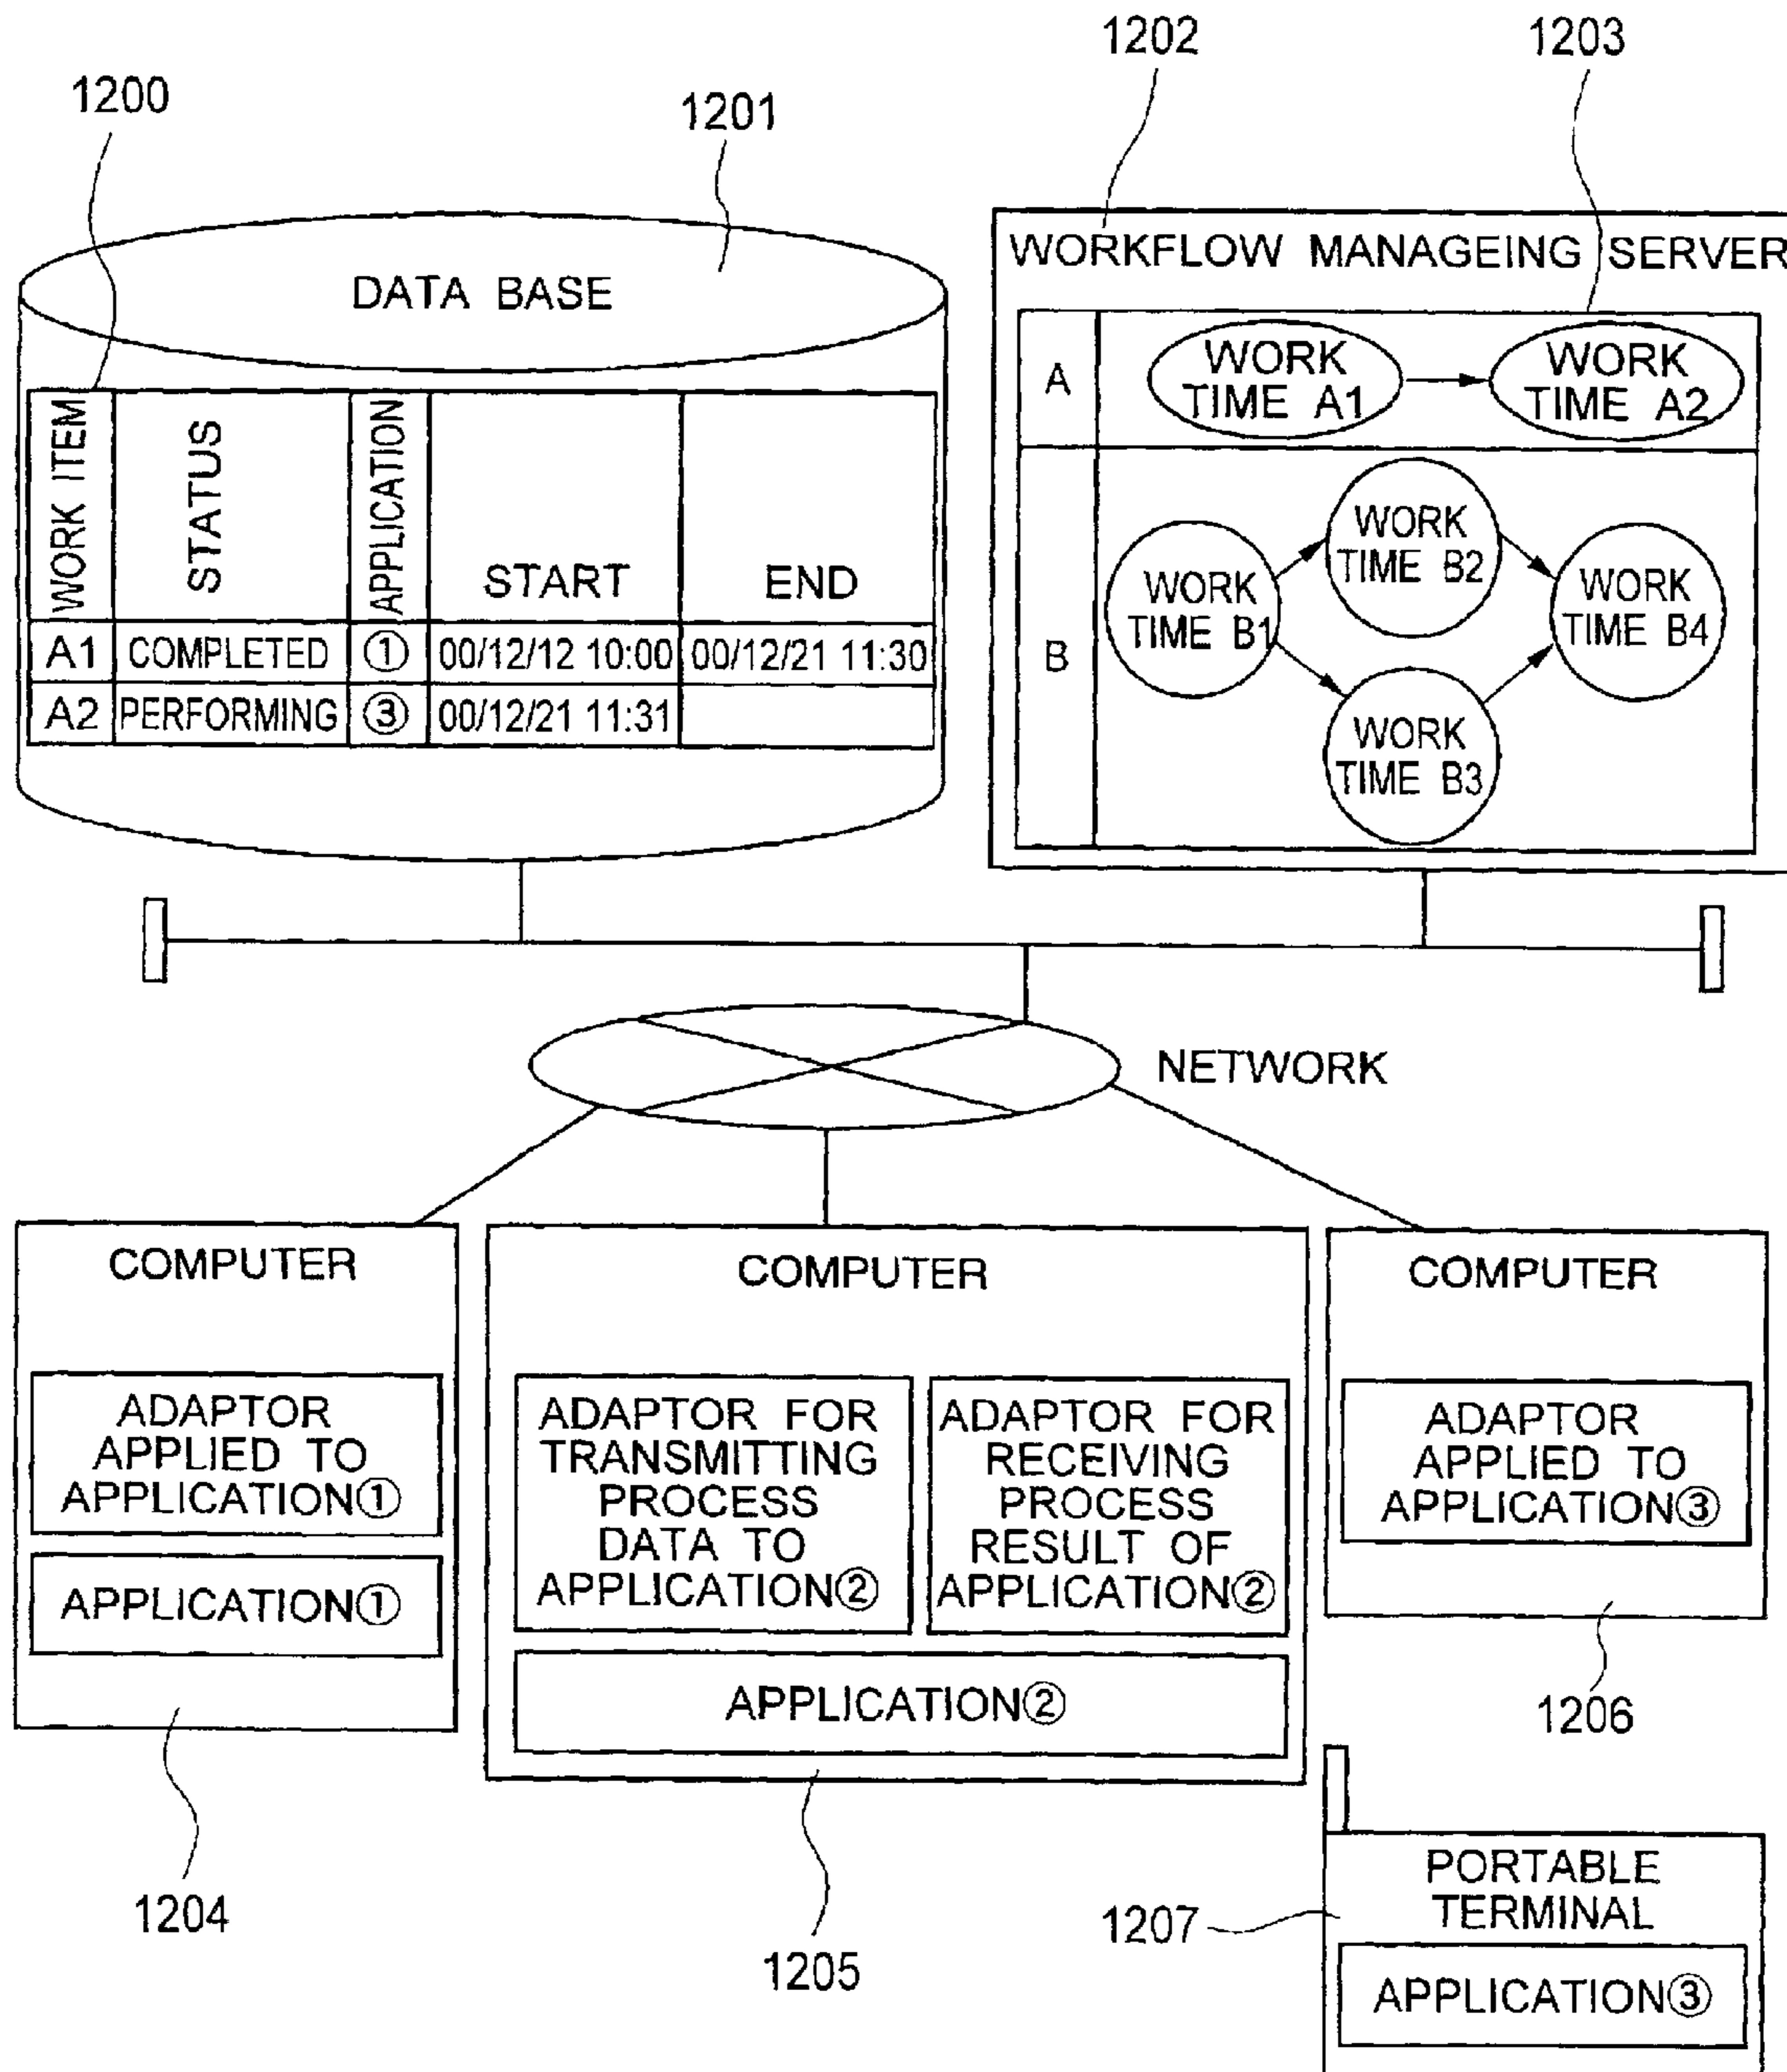 1202
1203
1200
1201
WORKFLOW MANAGEING SERVER
DATA BASE
WORK ITEM
STATUS
APPLICATION
START
END
A1 COMPLETED ① 00/12/12 10:00 00/12/21 11:30
A2 PERFORMING ③ 00/12/21 11:31
A
WORK
TIME A1
WORK
TIME A2
B
WORK
TIME B1
WORK
TIME B2
WORK
TIME B3
WORK
TIME B4
NETWORK
COMPUTER
ADAPTOR
APPLIED TO
APPLICATION①
APPLICATION①
COMPUTER
ADAPTOR FOR
TRANSMITTING
PROCESS
DATA TO
APPLICATION②
ADAPTOR FOR
RECEIVING
PROCESS
RESULT OF
APPLICATION②
APPLICATION②
COMPUTER
ADAPTOR
APPLIED TO
APPLICATION③
1206
1204
1205
1207
PORTABLE
TERMINAL
APPLICATION③